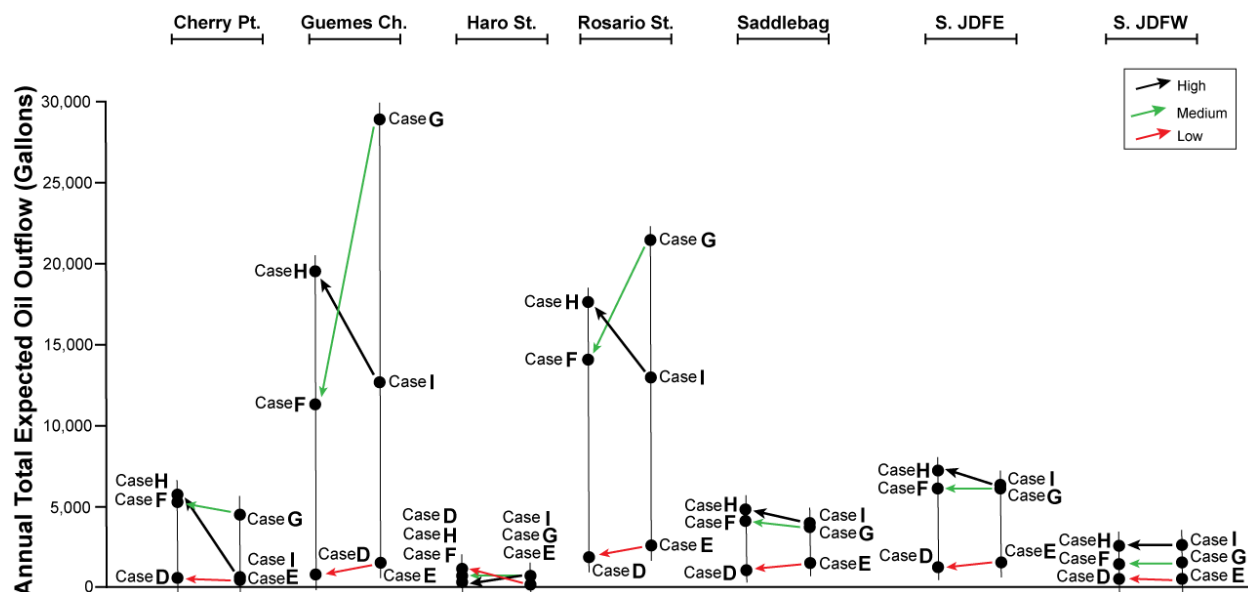 Cherry Pt.
Guemes Ch.
Haro St.
Rosario St.
Saddlebag
S. JDFE
S. JDFW
High
Medium
Low
Annual Total Expected Oil Outflow (Gallons)
30,000
25,000
20,000
15,000
10,000
5,000
0
Case H
Case F
Case D
Case G
Case I
Case E
Case H
Case F
Case D
Case G
Case I
Case E
Case D
Case H
Case F
Case I
Case G
Case E
Case H
Case F
Case D
Case G
Case I
Case E
Case H
Case F
Case D
Case I
Case G
Case E
Case H
Case F
Case D
Case I
Case G
Case E
Case H
Case F
Case D
Case I
Case G
Case E